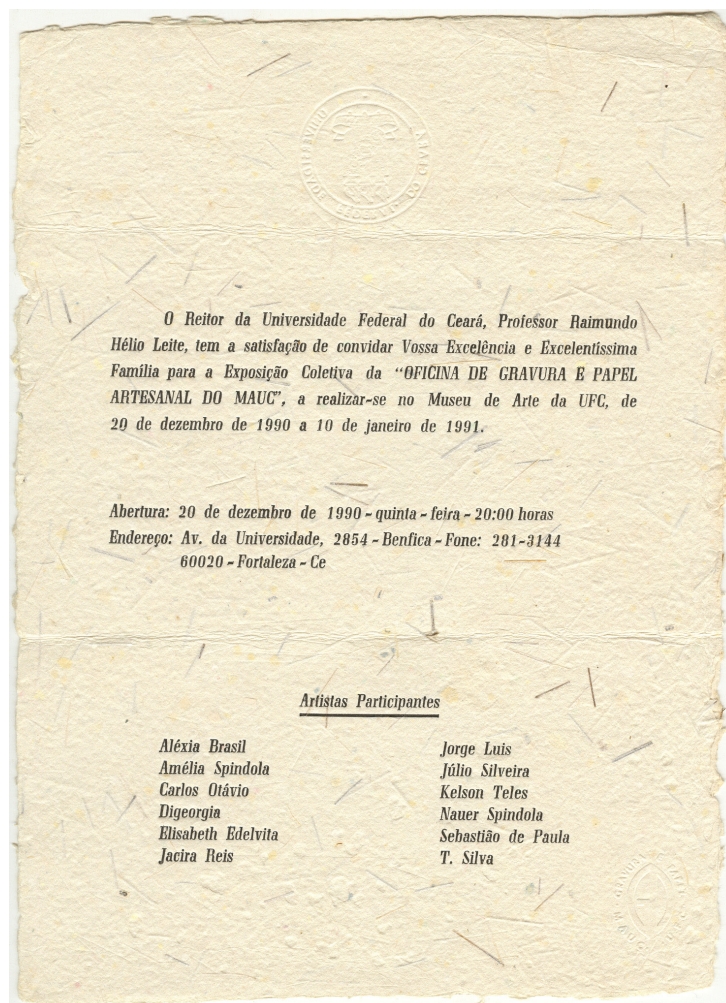 O Reitor da Universidade Federal do Ceará, Professor Raimundo
Hélio Leite, tem a satisfação de convidar Vossa Excelência e Excelentíssima
Família para a Exposição Coletiva da “OFICINA DE GRAVURA E PAPEL
ARTESANAL DO MAUC”, a realizar-se no Museu de Arte da UFC, de
20 de dezembro de 1990 a 10 de janeiro de 1991.
Abertura: 20 de dezembro de 1990 - quinta - feira - 20:00 horas
Endereço: Av. da Universidade, 2854 - Benfica - Fone: 281-3144
60020 - Fortaleza - Ce
Artistas Participantes
Aléxia Brasil
Amélia Spindola
Carlos Otávio
Digeorgia
Elisabeth Edelvita
Jacira Reis
Jorge Luis
Júlio Silveira
Kelson Teles
Nauer Spindola
Sebastião de Paula
T. Silva